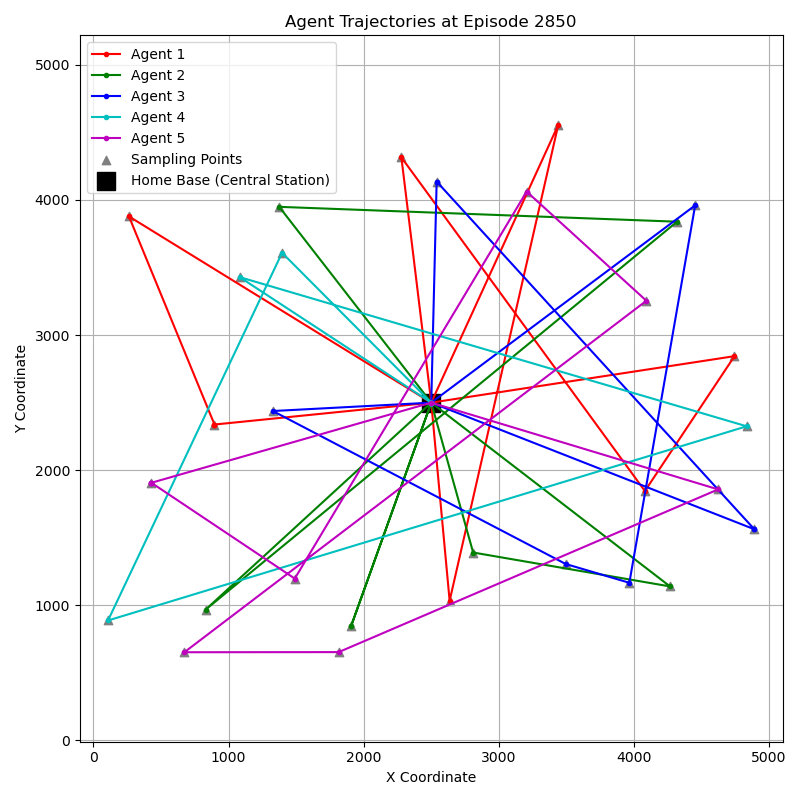 Agent Trajectories at Episode 2850
Agent 1
Agent 2
Agent 3
Agent 4
Agent 5
Sampling Points
Home Base (Central Station)
Y Coordinate
5000
4000
3000
2000
1000
0
0 1000 2000 3000 4000 5000
X Coordinate